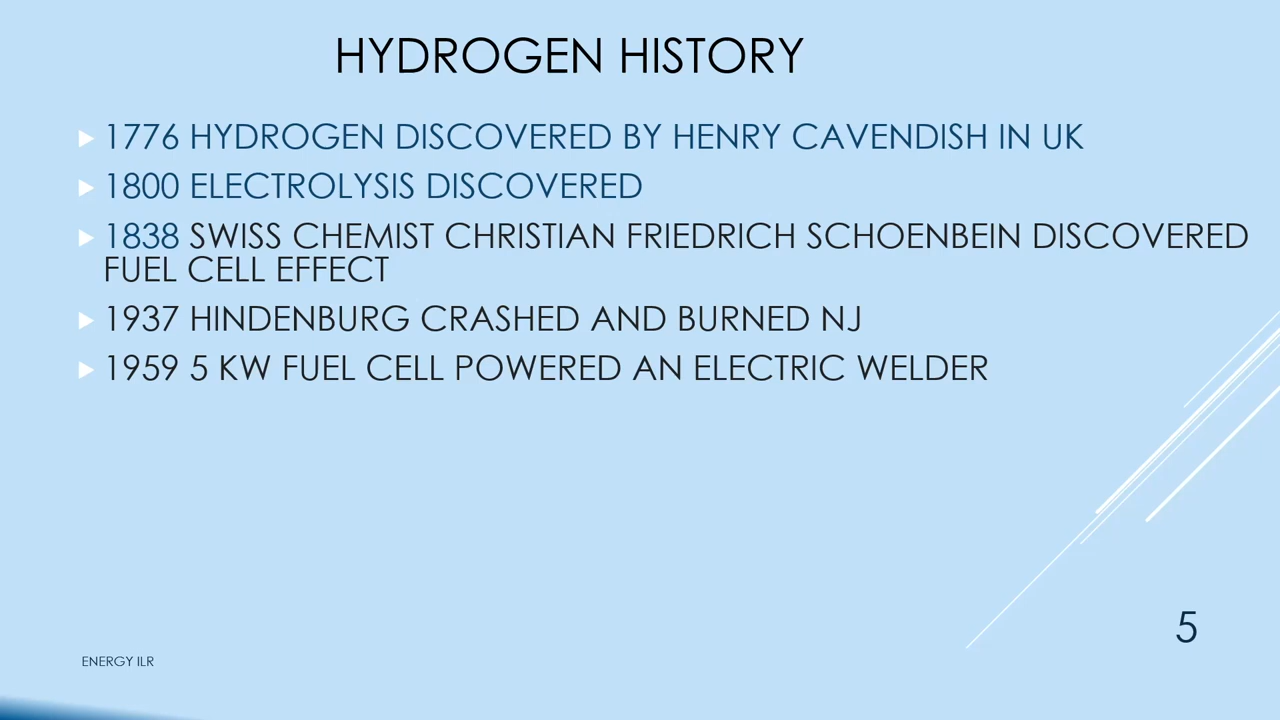 HYDROGEN HISTORY
1776 HYDROGEN DISCOVERED BY HENRY CAVENDISH IN UK
1800 ELECTROLYSIS DISCOVERED
1838 SWISS CHEMIST CHRISTIAN FRIEDRICH SCHOENBEIN DISCOVERED
FUEL CELL EFFECT
1937 HINDENBURG CRASHED AND BURNED NJ
1959 5 KW FUEL CELL POWERED AN ELECTRIC WELDER
5
ENERGY ILR